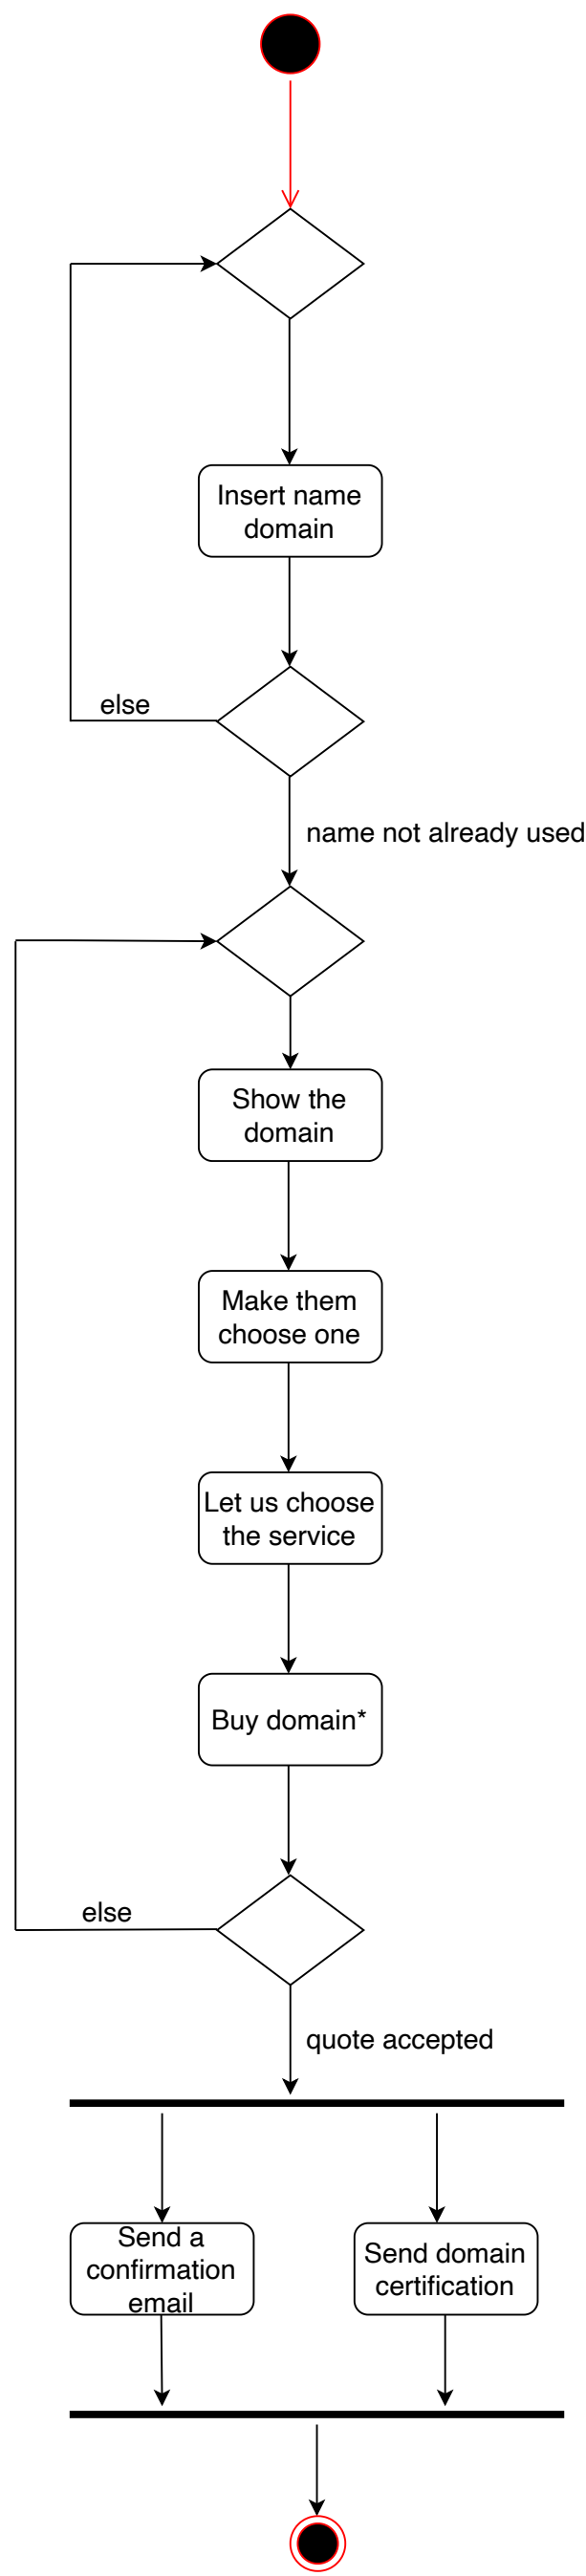 Insert name
domain
else
name not already used
Show the
domain
Make them
choose one
Let us choose
the service
Buy domain*
else
quote accepted
Send a
confirmation
email
Send domain
certification